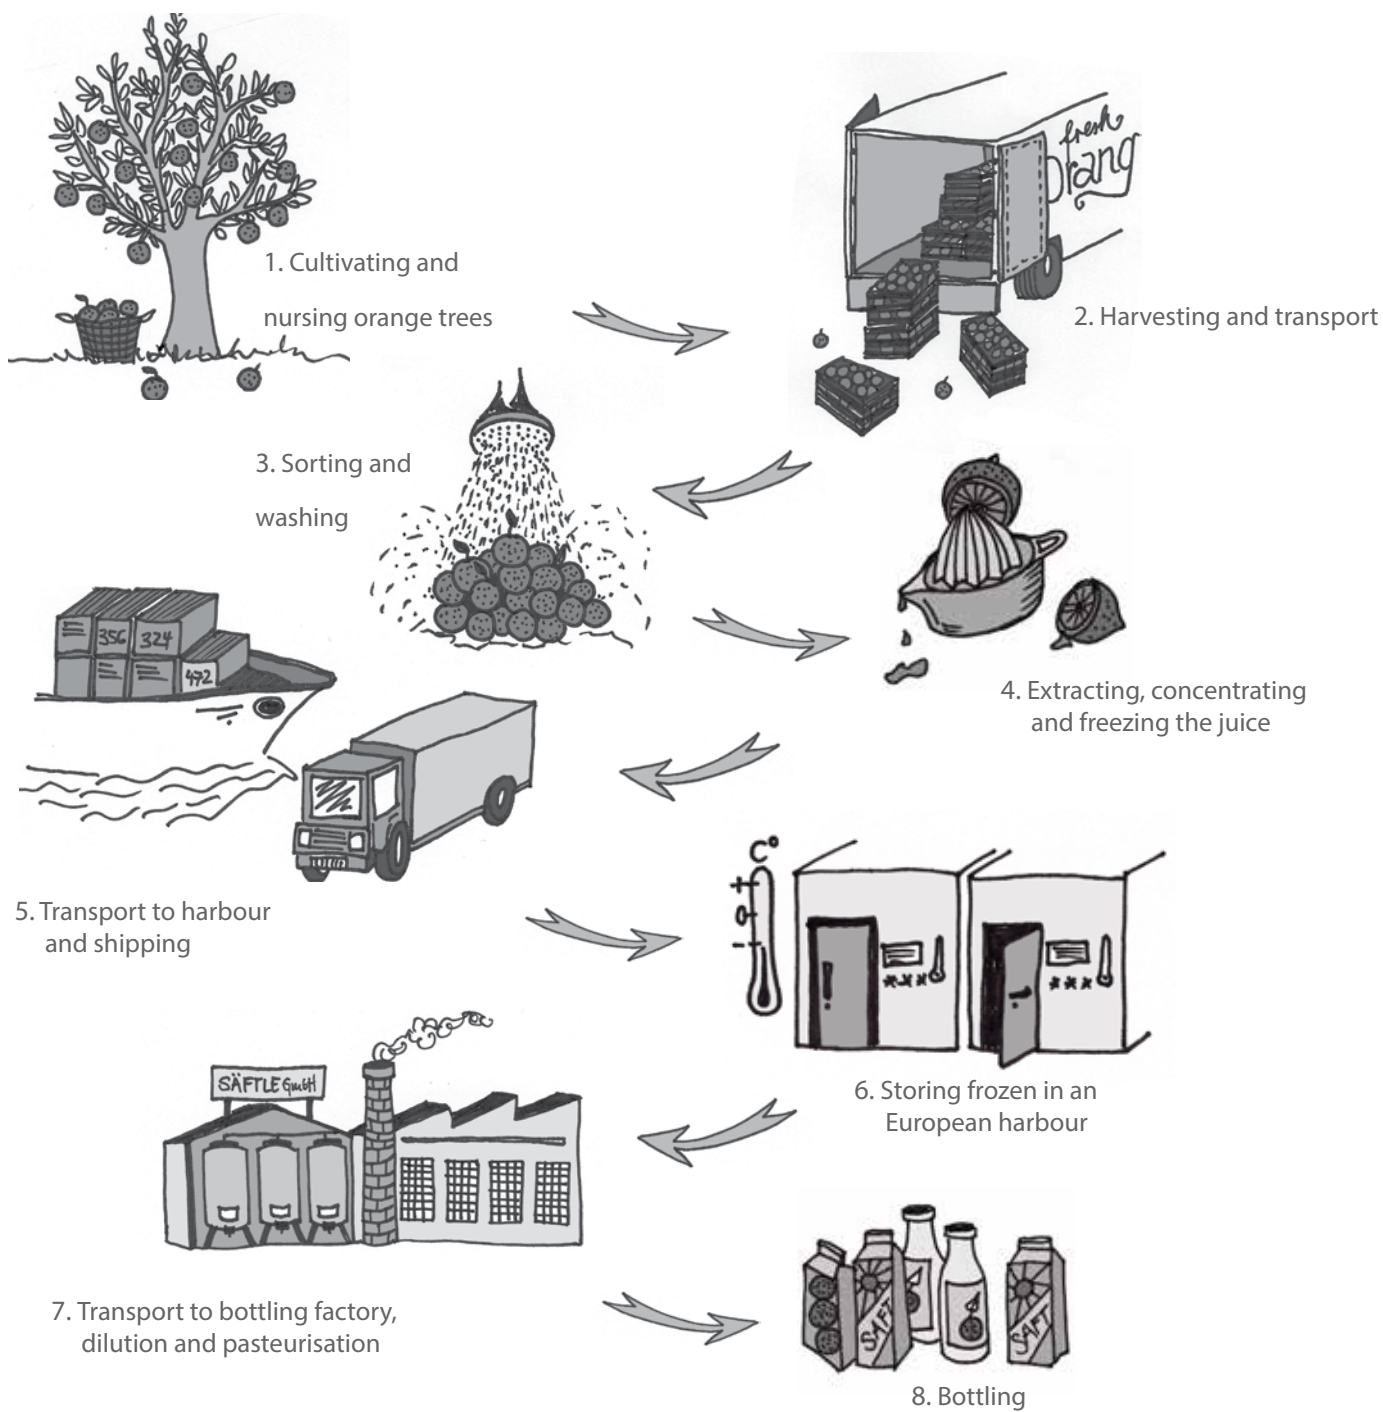 1. Cultivating and
nursing orange trees
fresh
Orang
2. Harvesting and transport
3. Sorting and
washing
4. Extracting, concentrating
and freezing the juice
356 324
472
5. Transport to harbour
and shipping
C°
+
0
-
6. Storing frozen in an
European harbour
SÄFTLE GmbH
7. Transport to bottling factory,
dilution and pasteurisation
SAFT
SAFT
8. Bottling